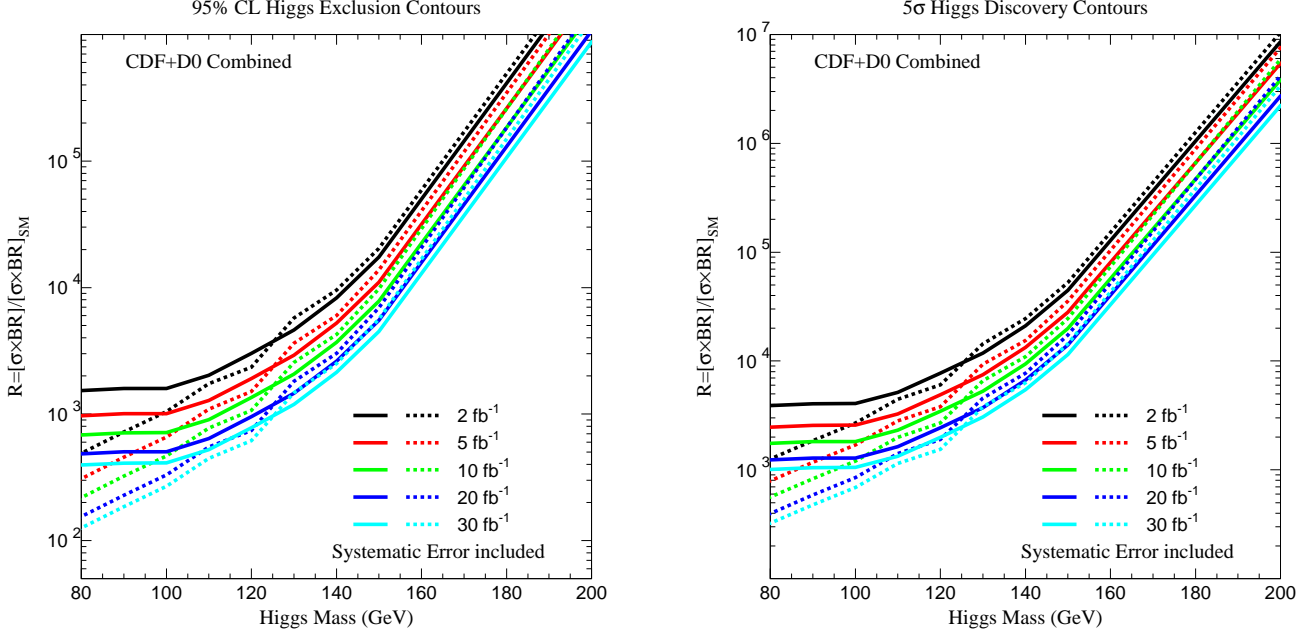 95% CL Higgs Exclusion Contours
CDF+D0 Combined
R=[σ×BR]/[σ×BR]SM
10^5
10^4
10^3
10^2
2 fb^-1
5 fb^-1
10 fb^-1
20 fb^-1
30 fb^-1
Systematic Error included
80 100 120 140 160 180 200
Higgs Mass (GeV)
5σ Higgs Discovery Contours
CDF+D0 Combined
R=[σ×BR]/[σ×BR]SM
10^7
10^6
10^5
10^4
10^3
2 fb^-1
5 fb^-1
10 fb^-1
20 fb^-1
30 fb^-1
Systematic Error included
80 100 120 140 160 180 200
Higgs Mass (GeV)